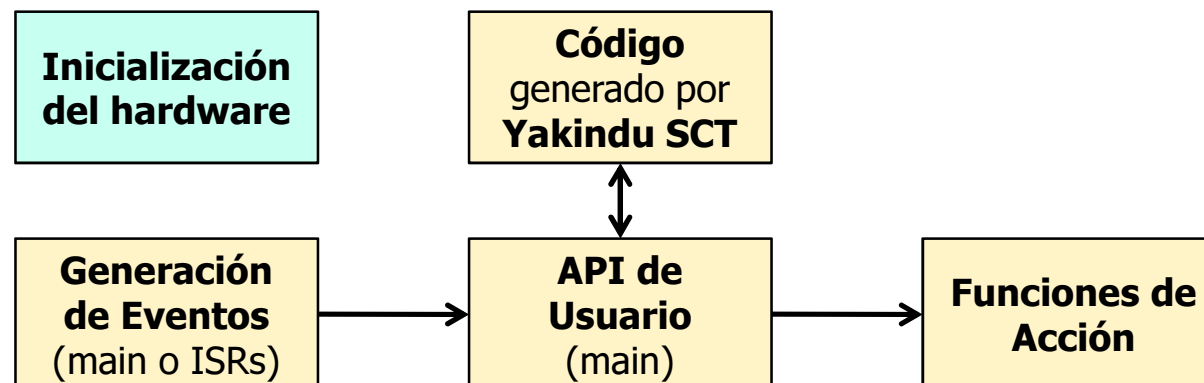 Inicialización
del hardware
Código
generado por
Yakindu SCT
Generación
de Eventos
(main o ISRs)
API de
Usuario
(main)
Funciones de
Acción